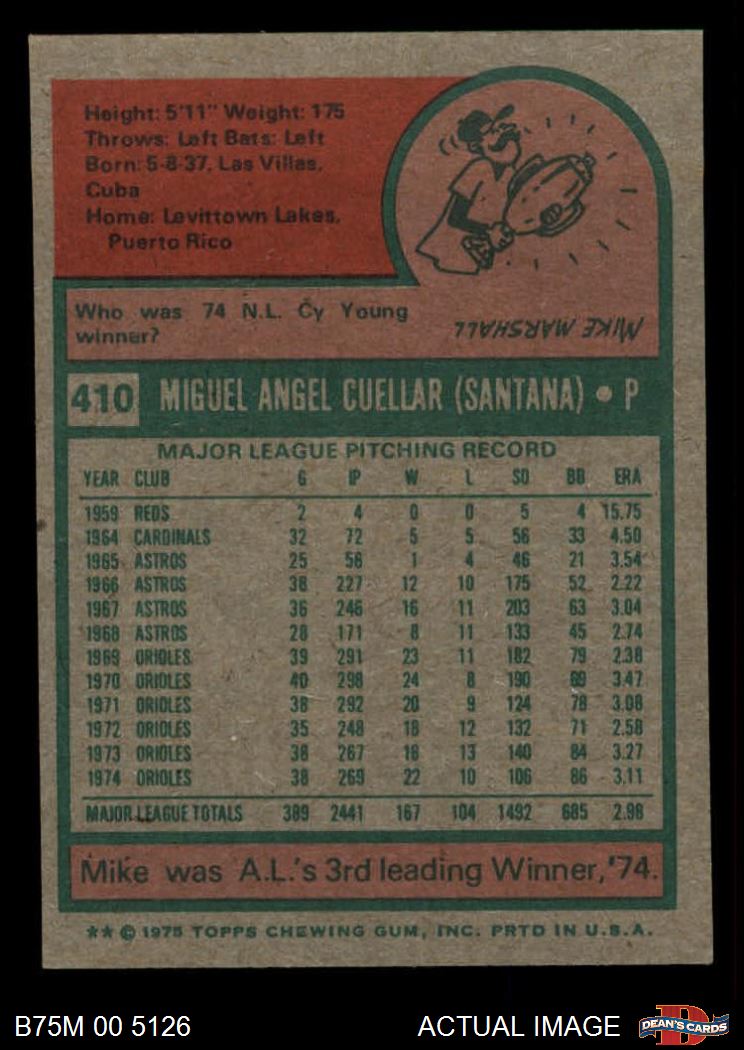 Height: 5'11" Weight: 175
Throws: Left Bats: Left
Born: 5-8-37, Las Villas,
Cuba
Home: Levittown Lakes,
Puerto Rico
Who was 74 N.L. Cy Young
winner?
MIKE MARSHALL
410 MIGUEL ANGEL CUELLAR (SANTANA) • P
MAJOR LEAGUE PITCHING RECORD
YEAR CLUB G IP W L SO BB ERA
1959 REDS 2 4 0 0 5 4 15.75
1964 CARDINALS 32 72 5 5 56 33 4.50
1965 ASTROS 25 56 1 4 46 21 3.54
1966 ASTROS 38 227 12 10 175 52 2.22
1967 ASTROS 36 246 16 11 203 63 3.04
1968 ASTROS 28 171 8 11 133 45 2.74
1969 ORIOLES 39 291 23 11 182 79 2.38
1970 ORIOLES 40 298 24 8 190 69 3.47
1971 ORIOLES 38 292 20 9 124 78 3.08
1972 ORIOLES 35 248 18 12 132 71 2.58
1973 ORIOLES 38 267 18 13 140 84 3.27
1974 ORIOLES 38 269 22 10 106 86 3.11
MAJOR LEAGUE TOTALS 389 2441 167 104 1492 685 2.98
Mike was A.L.'s 3rd leading Winner, '74.
** © 1975 TOPPS CHEWING GUM, INC. PRTD IN U.S.A.
B75M 00 5126 ACTUAL IMAGE
D
DEAN'S CARDS